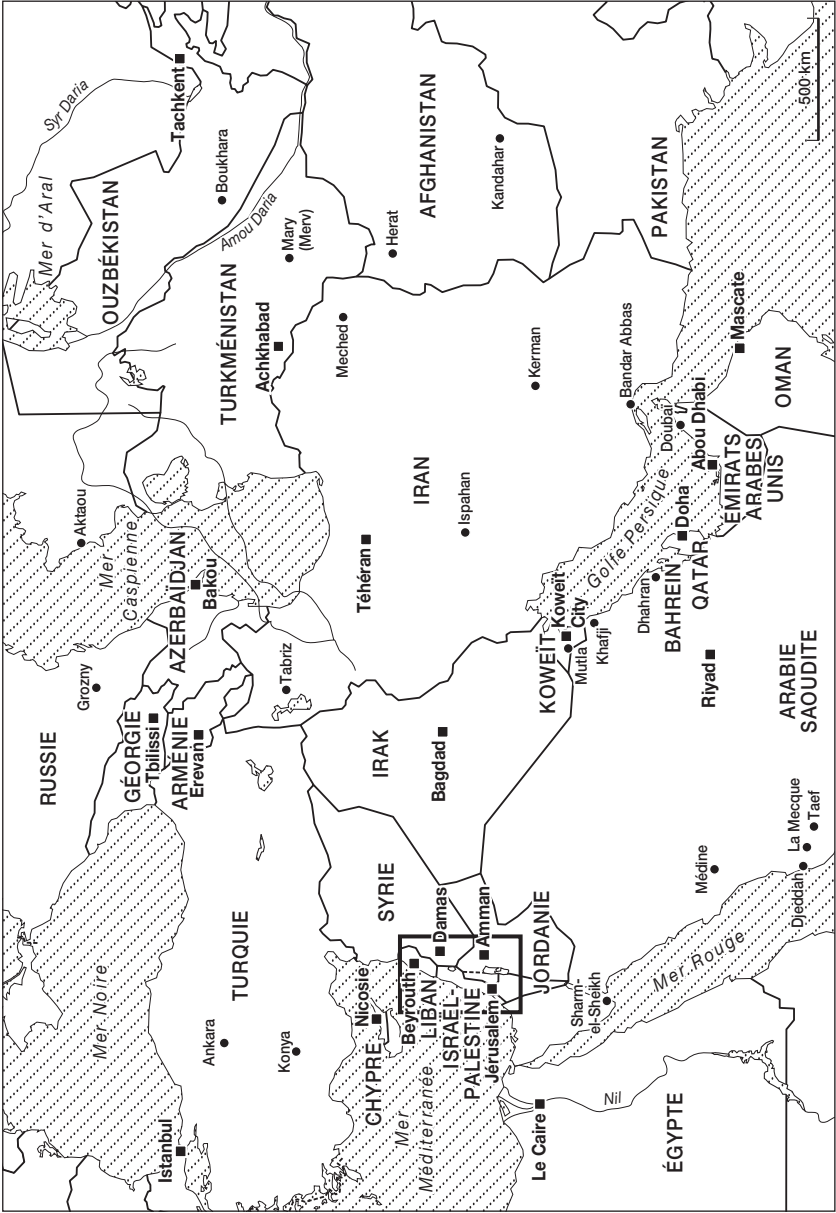 RUSSIE
Mer Noire
Istanbul
Ankara
Konya
TURQUIE
GÉORGIE
Tbilissi
ARMÉNIE
Erevan
Grozny
AZERBAÏDJAN
Bakou
Mer
Caspienne
Aktaou
Mer d'Aral
Syr Daria
Tachkent
OUZBÉKISTAN
Boukhara
Amou Daria
TURKMÉNISTAN
Achkhabad
Mary
(Merv)
Tabriz
Téhéran
Meched
Herat
AFGHANISTAN
Kandahar
IRAN
Ispahan
Kerman
Bandar Abbas
PAKISTAN
Nicosie
CHYPRE
Mer
Méditerranée
Beyrouth
LIBAN
ISRAËL-
PALESTINE
Jérusalem
SYRIE
Damas
Amman
JORDANIE
IRAK
Bagdad
KOWEÏT
Koweït
City
Mutla
Khafji
Golfe Persique
Dhahran
BAHREIN
QATAR
Doha
Doubaï
Abou Dhabi
ÉMIRATS
ARABES
UNIS
Mascate
OMAN
Le Caire
Nil
ÉGYPTE
Sharm-
el-Sheikh
Mer Rouge
Médine
Riyad
ARABIE
SAOUDITE
Djeddah
La Mecque
Taef
500 km